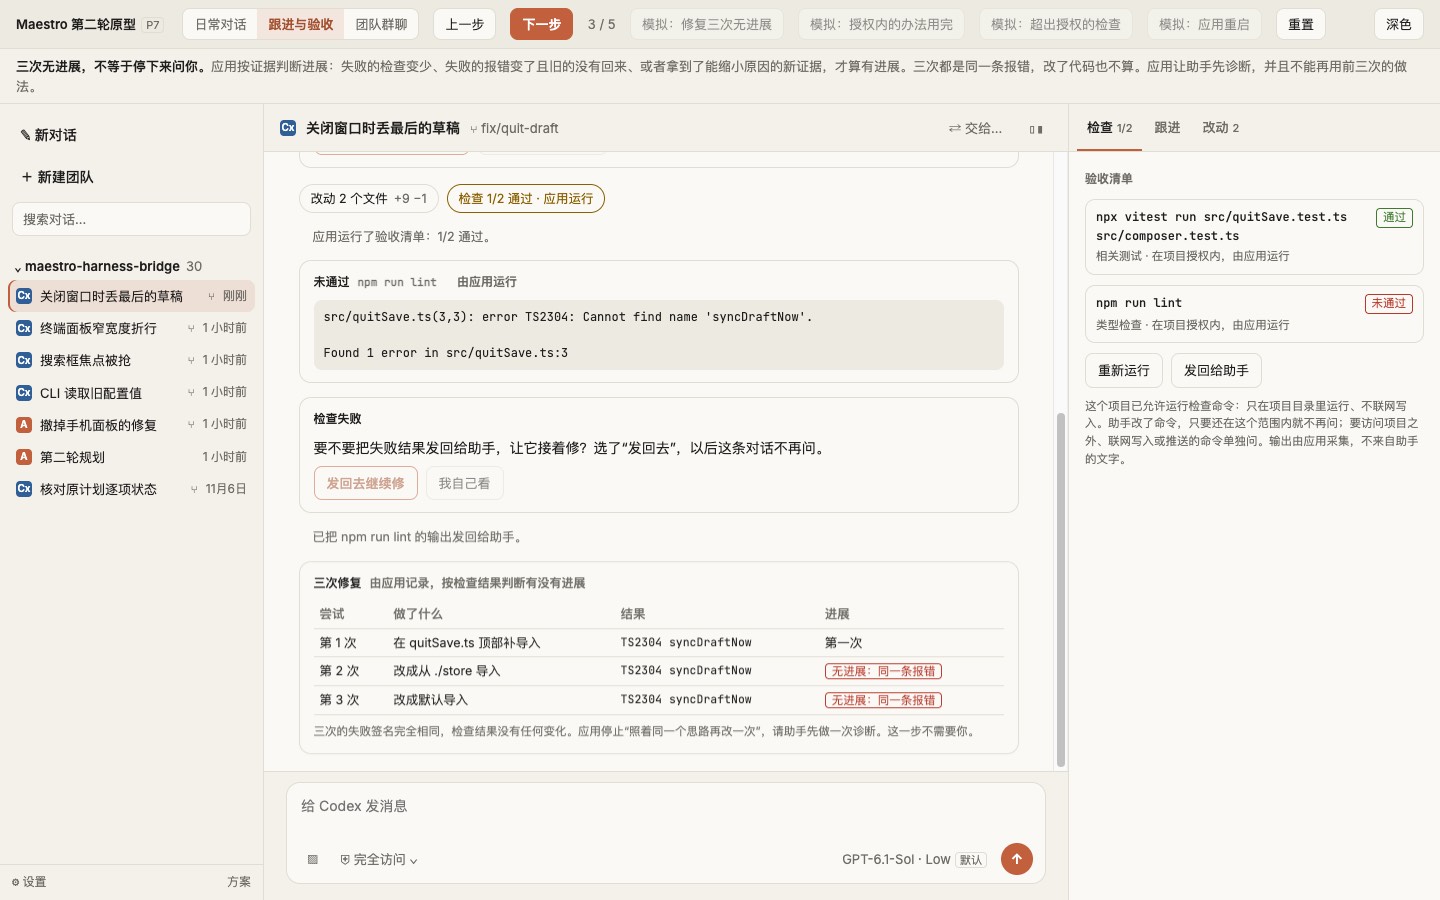 Maestro 第二轮原型 P7 日常对话 跟进与验收 团队群聊 上一步 下一步 3 / 5 模拟：修复三次无进展 模拟：授权内的办法用完 模拟：超出授权的检查 模拟：应用重启 重置 深色
三次无进展，不等于停下来问你。应用按证据判断进展：失败的检查变少、失败的报错变了且旧的没有回来、或者拿到了能缩小原因的新证据，才算有进展。三次都是同一条报错，改了代码也不算。应用让助手先诊断，并且不能再用前三次的做
法。
✎ 新对话
+ 新建团队
搜索对话...
maestro-harness-bridge 30
Cx 关闭窗口时丢最后的草稿 刚刚
Cx 终端面板窄宽度折行 1 小时前
Cx 搜索框焦点被抢 1 小时前
Cx CLI 读取旧配置值 1 小时前
A 撤掉手机面板的修复 1 小时前
A 第二轮规划 1 小时前
Cx 核对原计划逐项状态 11月6日
设置 方案
Cx 关闭窗口时丢最后的草稿 fix/quit-draft ⇄ 交给...
改动 2 个文件 +9 −1 检查 1/2 通过 · 应用运行
应用运行了验收清单：1/2 通过。
未通过 npm run lint 由应用运行
src/quitSave.ts(3,3): error TS2304: Cannot find name 'syncDraftNow'.
Found 1 error in src/quitSave.ts:3
检查失败
要不要把失败结果发回给助手，让它接着修？选了“发回去”，以后这条对话不再问。
发回去继续修 我自己看
已把 npm run lint 的输出发回给助手。
三次修复 由应用记录，按检查结果判断有没有进展
尝试 做了什么 结果 进展
第 1 次 在 quitSave.ts 顶部补导入 TS2304 syncDraftNow 第一次
第 2 次 改成从 ./store 导入 TS2304 syncDraftNow 无进展：同一条报错
第 3 次 改成默认导入 TS2304 syncDraftNow 无进展：同一条报错
三次的失败签名完全相同，检查结果没有任何变化。应用停止“照着同一个思路再改一次”，请助手先做一次诊断。这一步不需要你。
给 Codex 发消息
完全访问 GPT-6.1-Sol · Low 默认
检查 1/2 跟进 改动 2
验收清单
npx vitest run src/quitSave.test.ts 通过
src/composer.test.ts
相关测试 · 在项目授权内，由应用运行
npm run lint 未通过
类型检查 · 在项目授权内，由应用运行
重新运行 发回给助手
这个项目已允许运行检查命令：只在项目目录里运行、不联网写
入。助手改了命令，只要还在这个范围内就不再问；要访问项目之
外、联网写入或推送的命令单独问。输出由应用采集，不来自助手
的文字。